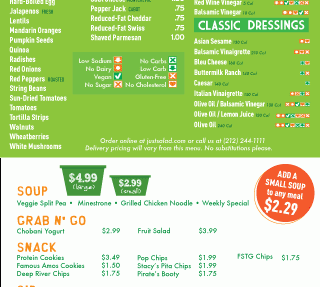 Hard-Boiled Egg
Jalapenos FRESH
Lentils
Mandarin Oranges
Pumpkin Seeds
Quinoa
Radishes
Red Onions
Red Peppers ROASTED
String Beans
Sun-Dried Tomatoes
Tomatoes
Tortilla Strips
Walnuts
Wheatberries
White Mushrooms
Pepper Jack CABOT .75
Reduced-Fat Cheddar .75
Reduced-Fat Swiss .75
Shaved Parmesan 1.00
Low Sodium
No Dairy
Vegan
No Sugar
No Carbs
Low Carb
Gluten-Free
No Cholesterol
Red Wine Vinegar
Balsamic Vinegar
CLASSIC DRESSINGS
Asian Sesame
Balsamic Vinaigrette
Bleu Cheese
Buttermilk Ranch
Caesar
Italian Vinaigrette
Olive Oil / Balsamic Vinegar
Olive Oil / Lemon Juice
Olive Oil
Order online at justsalad.com or call us at (212) 244-1111
Delivery pricing will vary from this menu. No substitutions please.
SOUP
$4.99
(large)
$2.99
(small)
ADD A
SMALL SOUP
to any meal
$2.29
Veggie Split Pea • Minestrone • Grilled Chicken Noodle • Weekly Special
GRAB N' GO
Chobani Yogurt $2.99 Fruit Salad $3.99
SNACK
Protein Cookies $3.49 Pop Chips $1.99 FSTG Chips $1.75
Famous Amos Cookies $1.50 Stacy's Pita Chips $1.99
Deep River Chips $1.75 Pirate's Booty $1.75